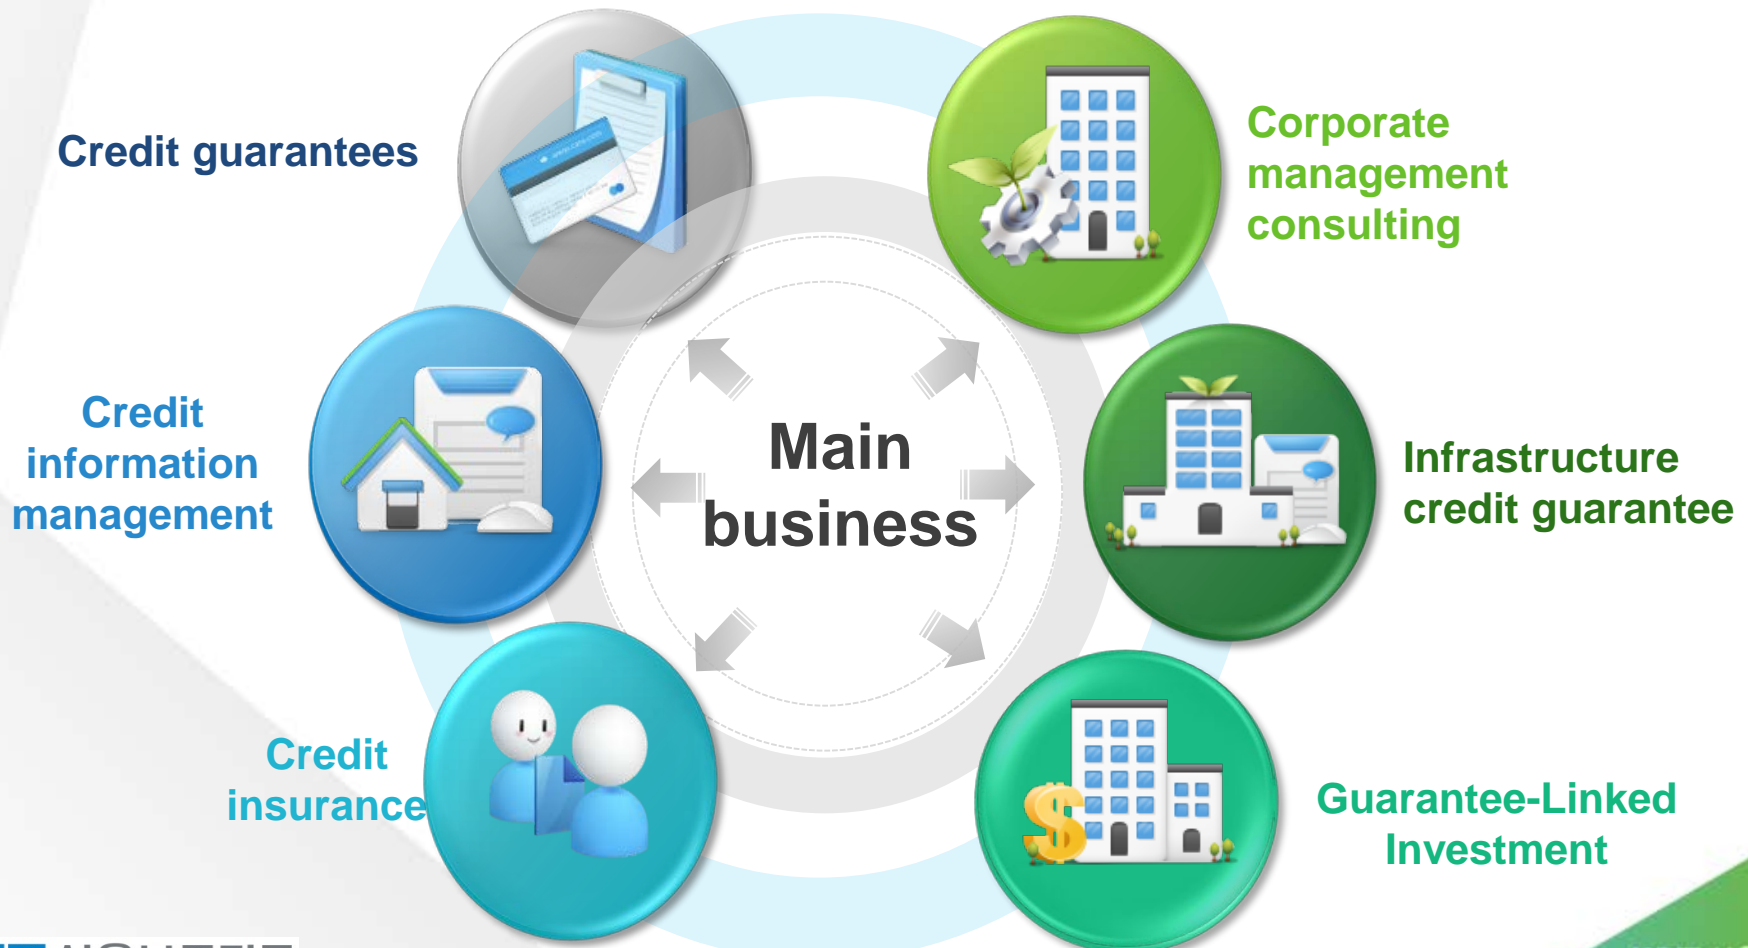 Credit guarantees
Corporate
management
consulting
Credit
information
management
Main
business
Infrastructure
credit guarantee
Credit
insurance
Guarantee-Linked
Investment